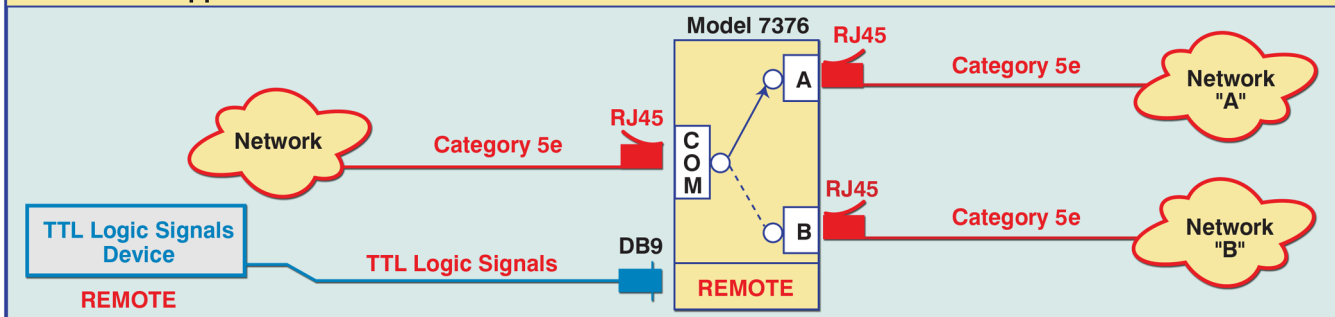 Model 7376
RJ45
A
Category 5e
Network
"A"
Network
Category 5e
RJ45
C
O
M
RJ45
B
Category 5e
Network
"B"
TTL Logic Signals
Device
TTL Logic Signals
DB9
REMOTE
REMOTE